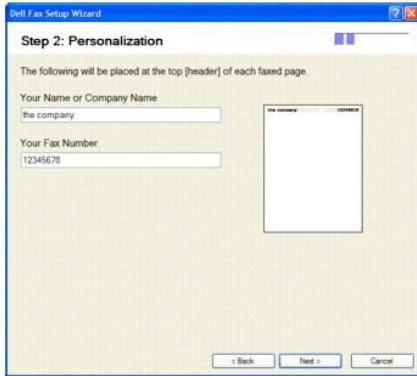 Dell Fax Setup Wizard
Step 2: Personalization
The following will be placed at the top [header] of each faxed page.
Your Name or Company Name
the company
the company 12345678
Your Fax Number
12345678
< Back Next > Cancel